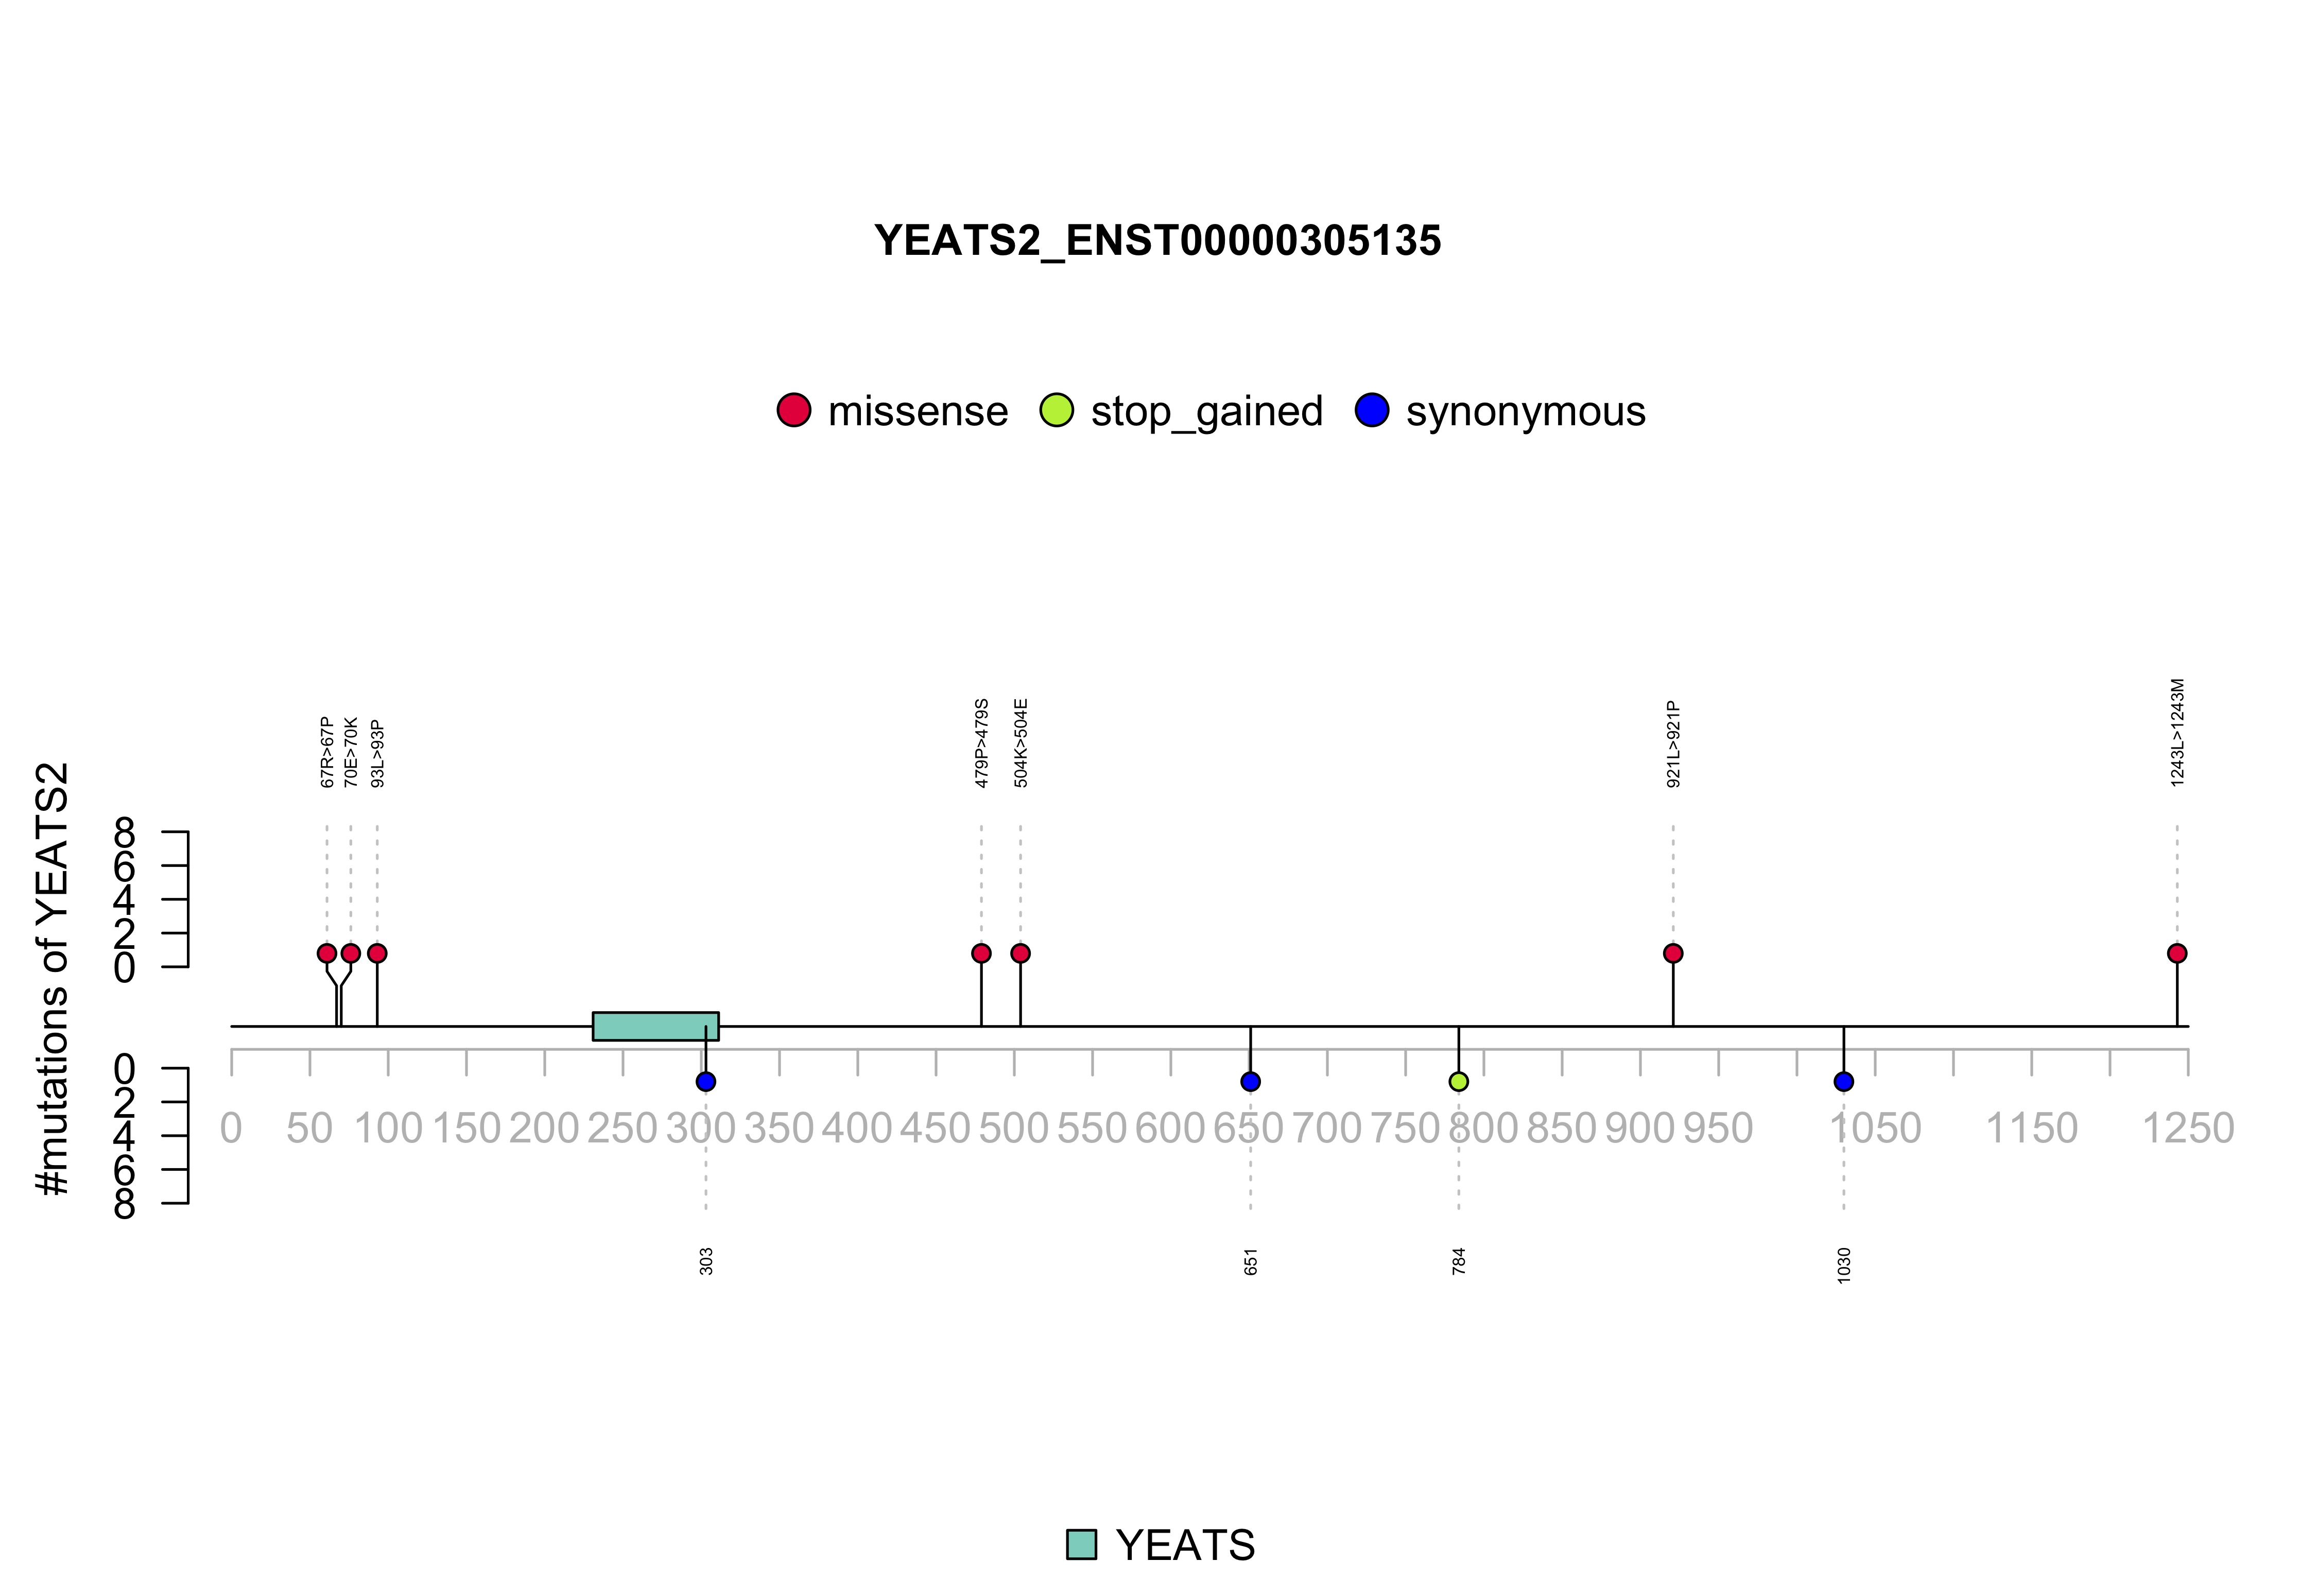 YEATS2_ENST00000305135
missense stop_gained synonymous
67R>67P
70E>70K
93L>93P
479P>479S
504K>504E
921L>921P
1243L>1243M
#mutations of YEATS2
8
6
4
2
0
0
2
4
6
8
0 50 100 150 200 250 300 350 400 450 500 550 600 650 700 750 800 850 900 950 1050 1150 1250
303
651
784
1030
YEATS